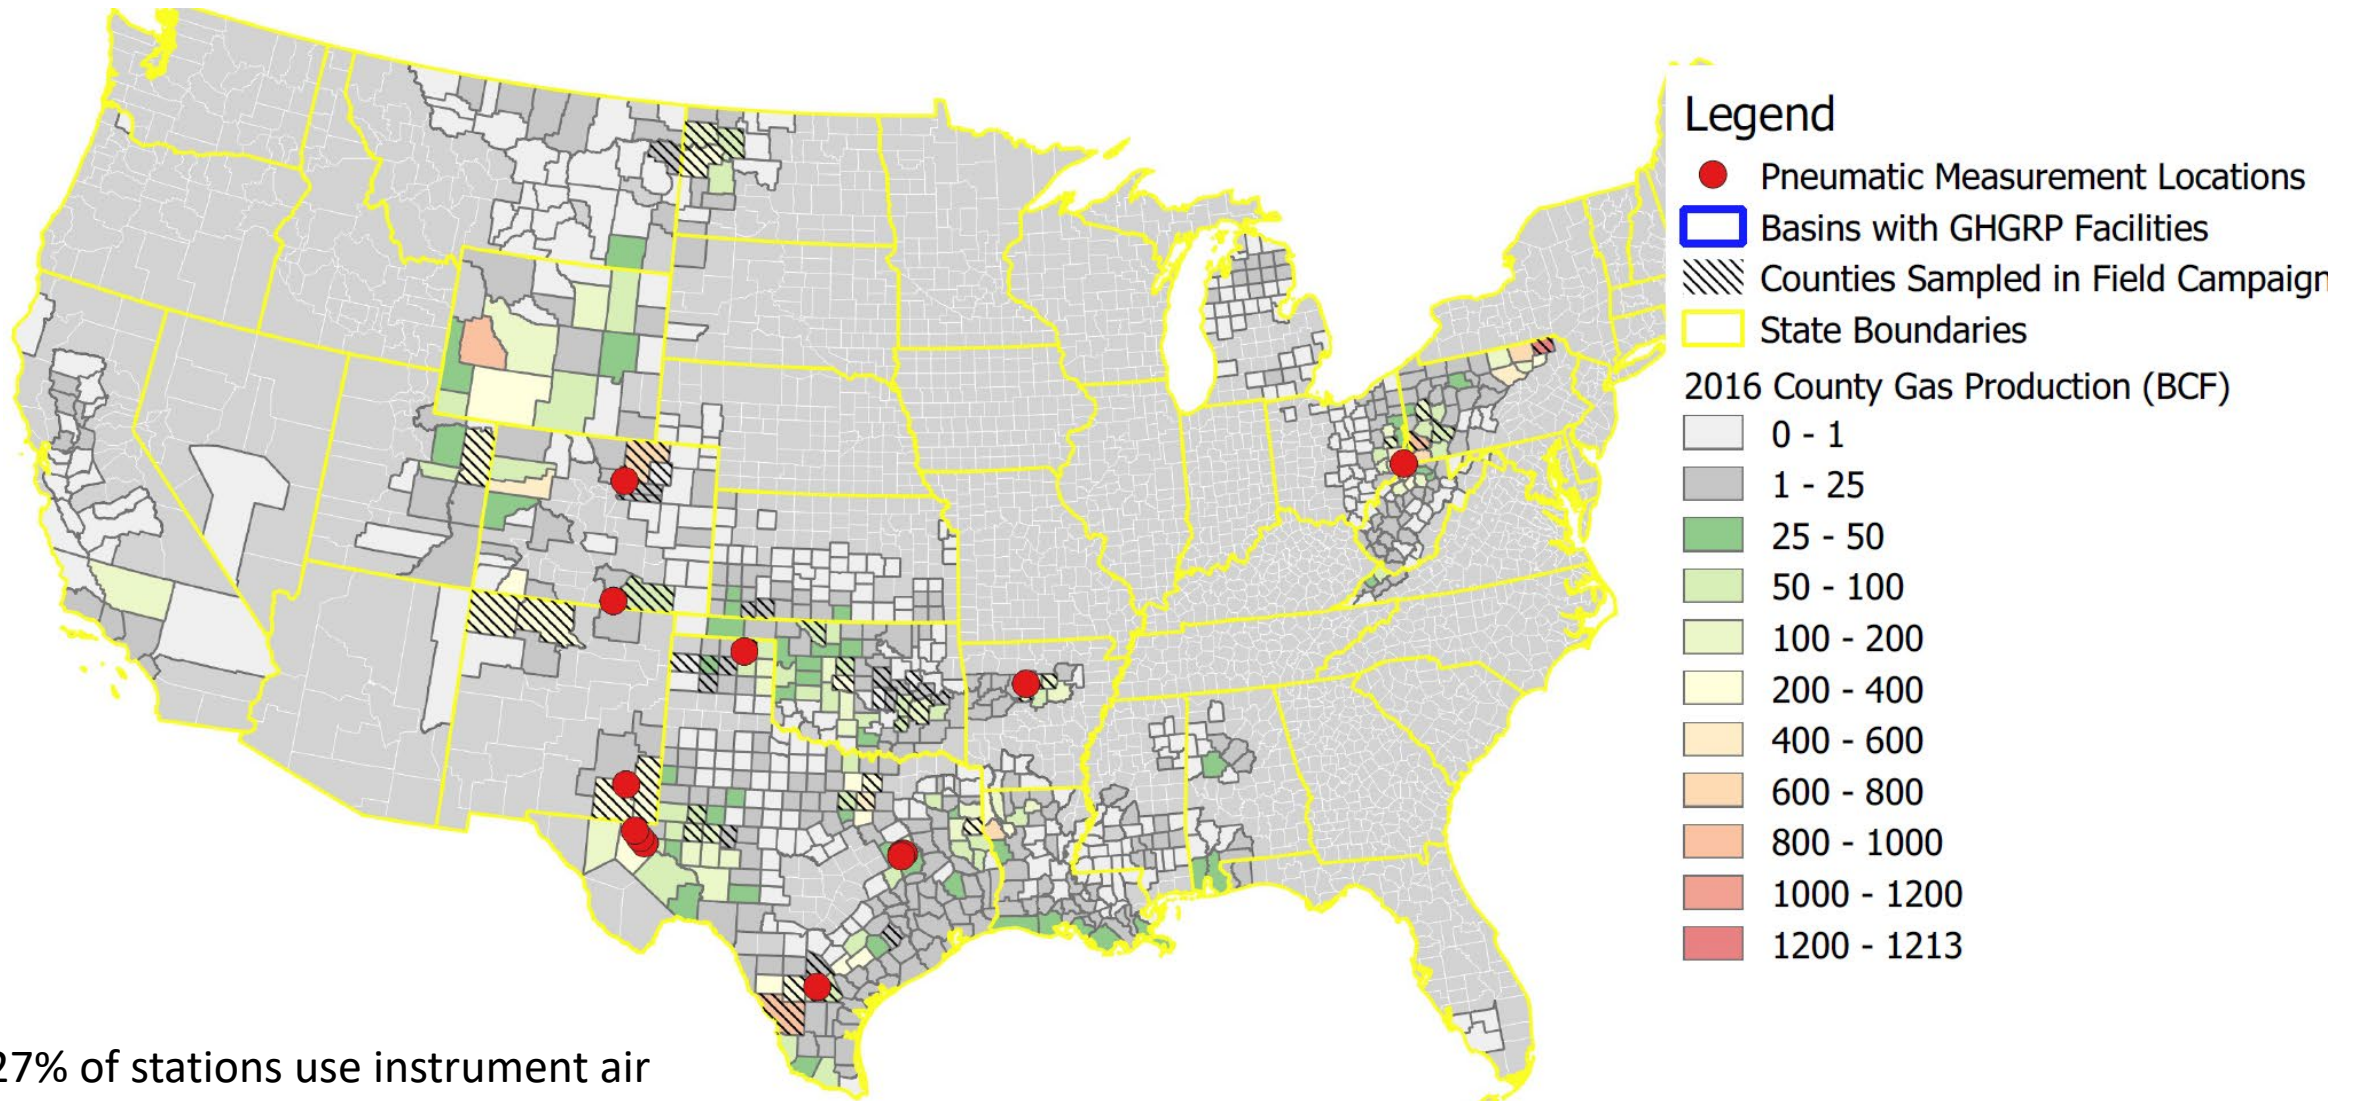 Legend
Pneumatic Measurement Locations
Basins with GHGRP Facilities
Counties Sampled in Field Campaign
State Boundaries
2016 County Gas Production (BCF)
0 - 1
1 - 25
25 - 50
50 - 100
100 - 200
200 - 400
400 - 600
600 - 800
800 - 1000
1000 - 1200
1200 - 1213
27% of stations use instrument air